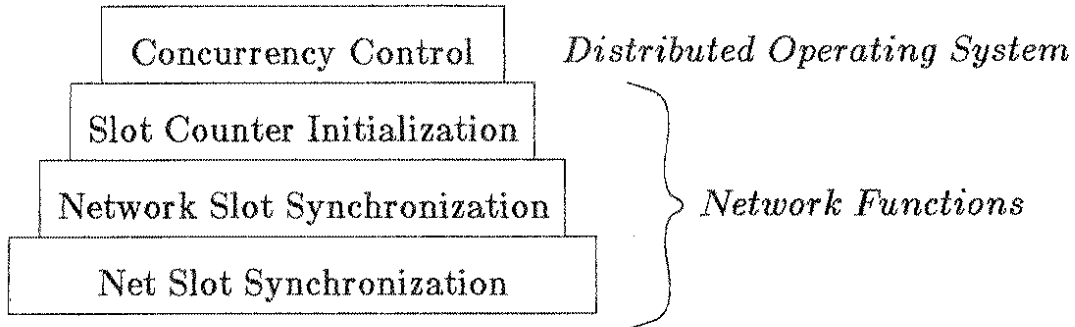 Concurrency Control
Distributed Operating System
Slot Counter Initialization
Network Slot Synchronization
Network Functions
Net Slot Synchronization